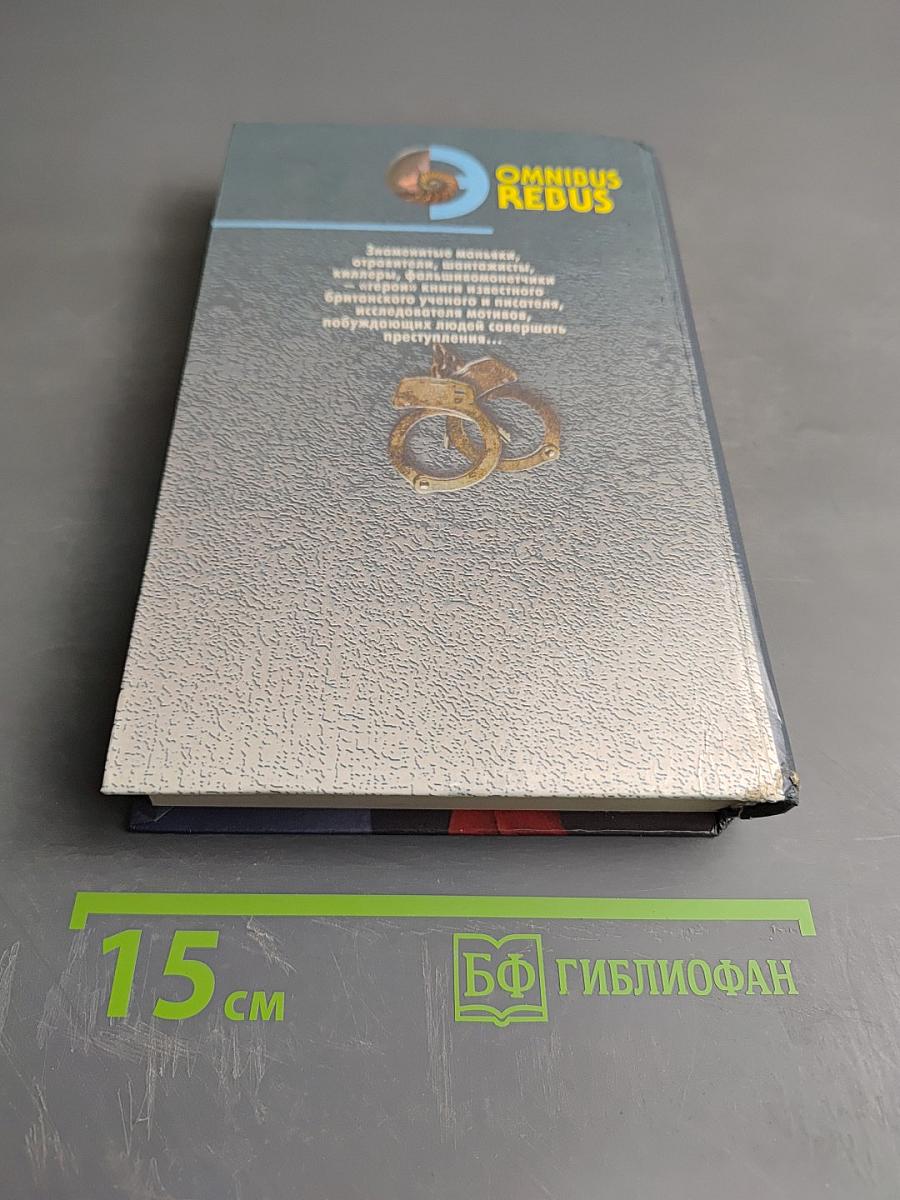 Э
OMNIBUS
REBUS
Знаменитые маньяки,
отравители, шантажисты,
киллеры, фальшивомонетчики
– «герои» книги известного
британского ученого и писателя,
исследователя мотивов,
побуждающих людей совершать
преступления...
15 см
БФ ГИБЛИОФАН